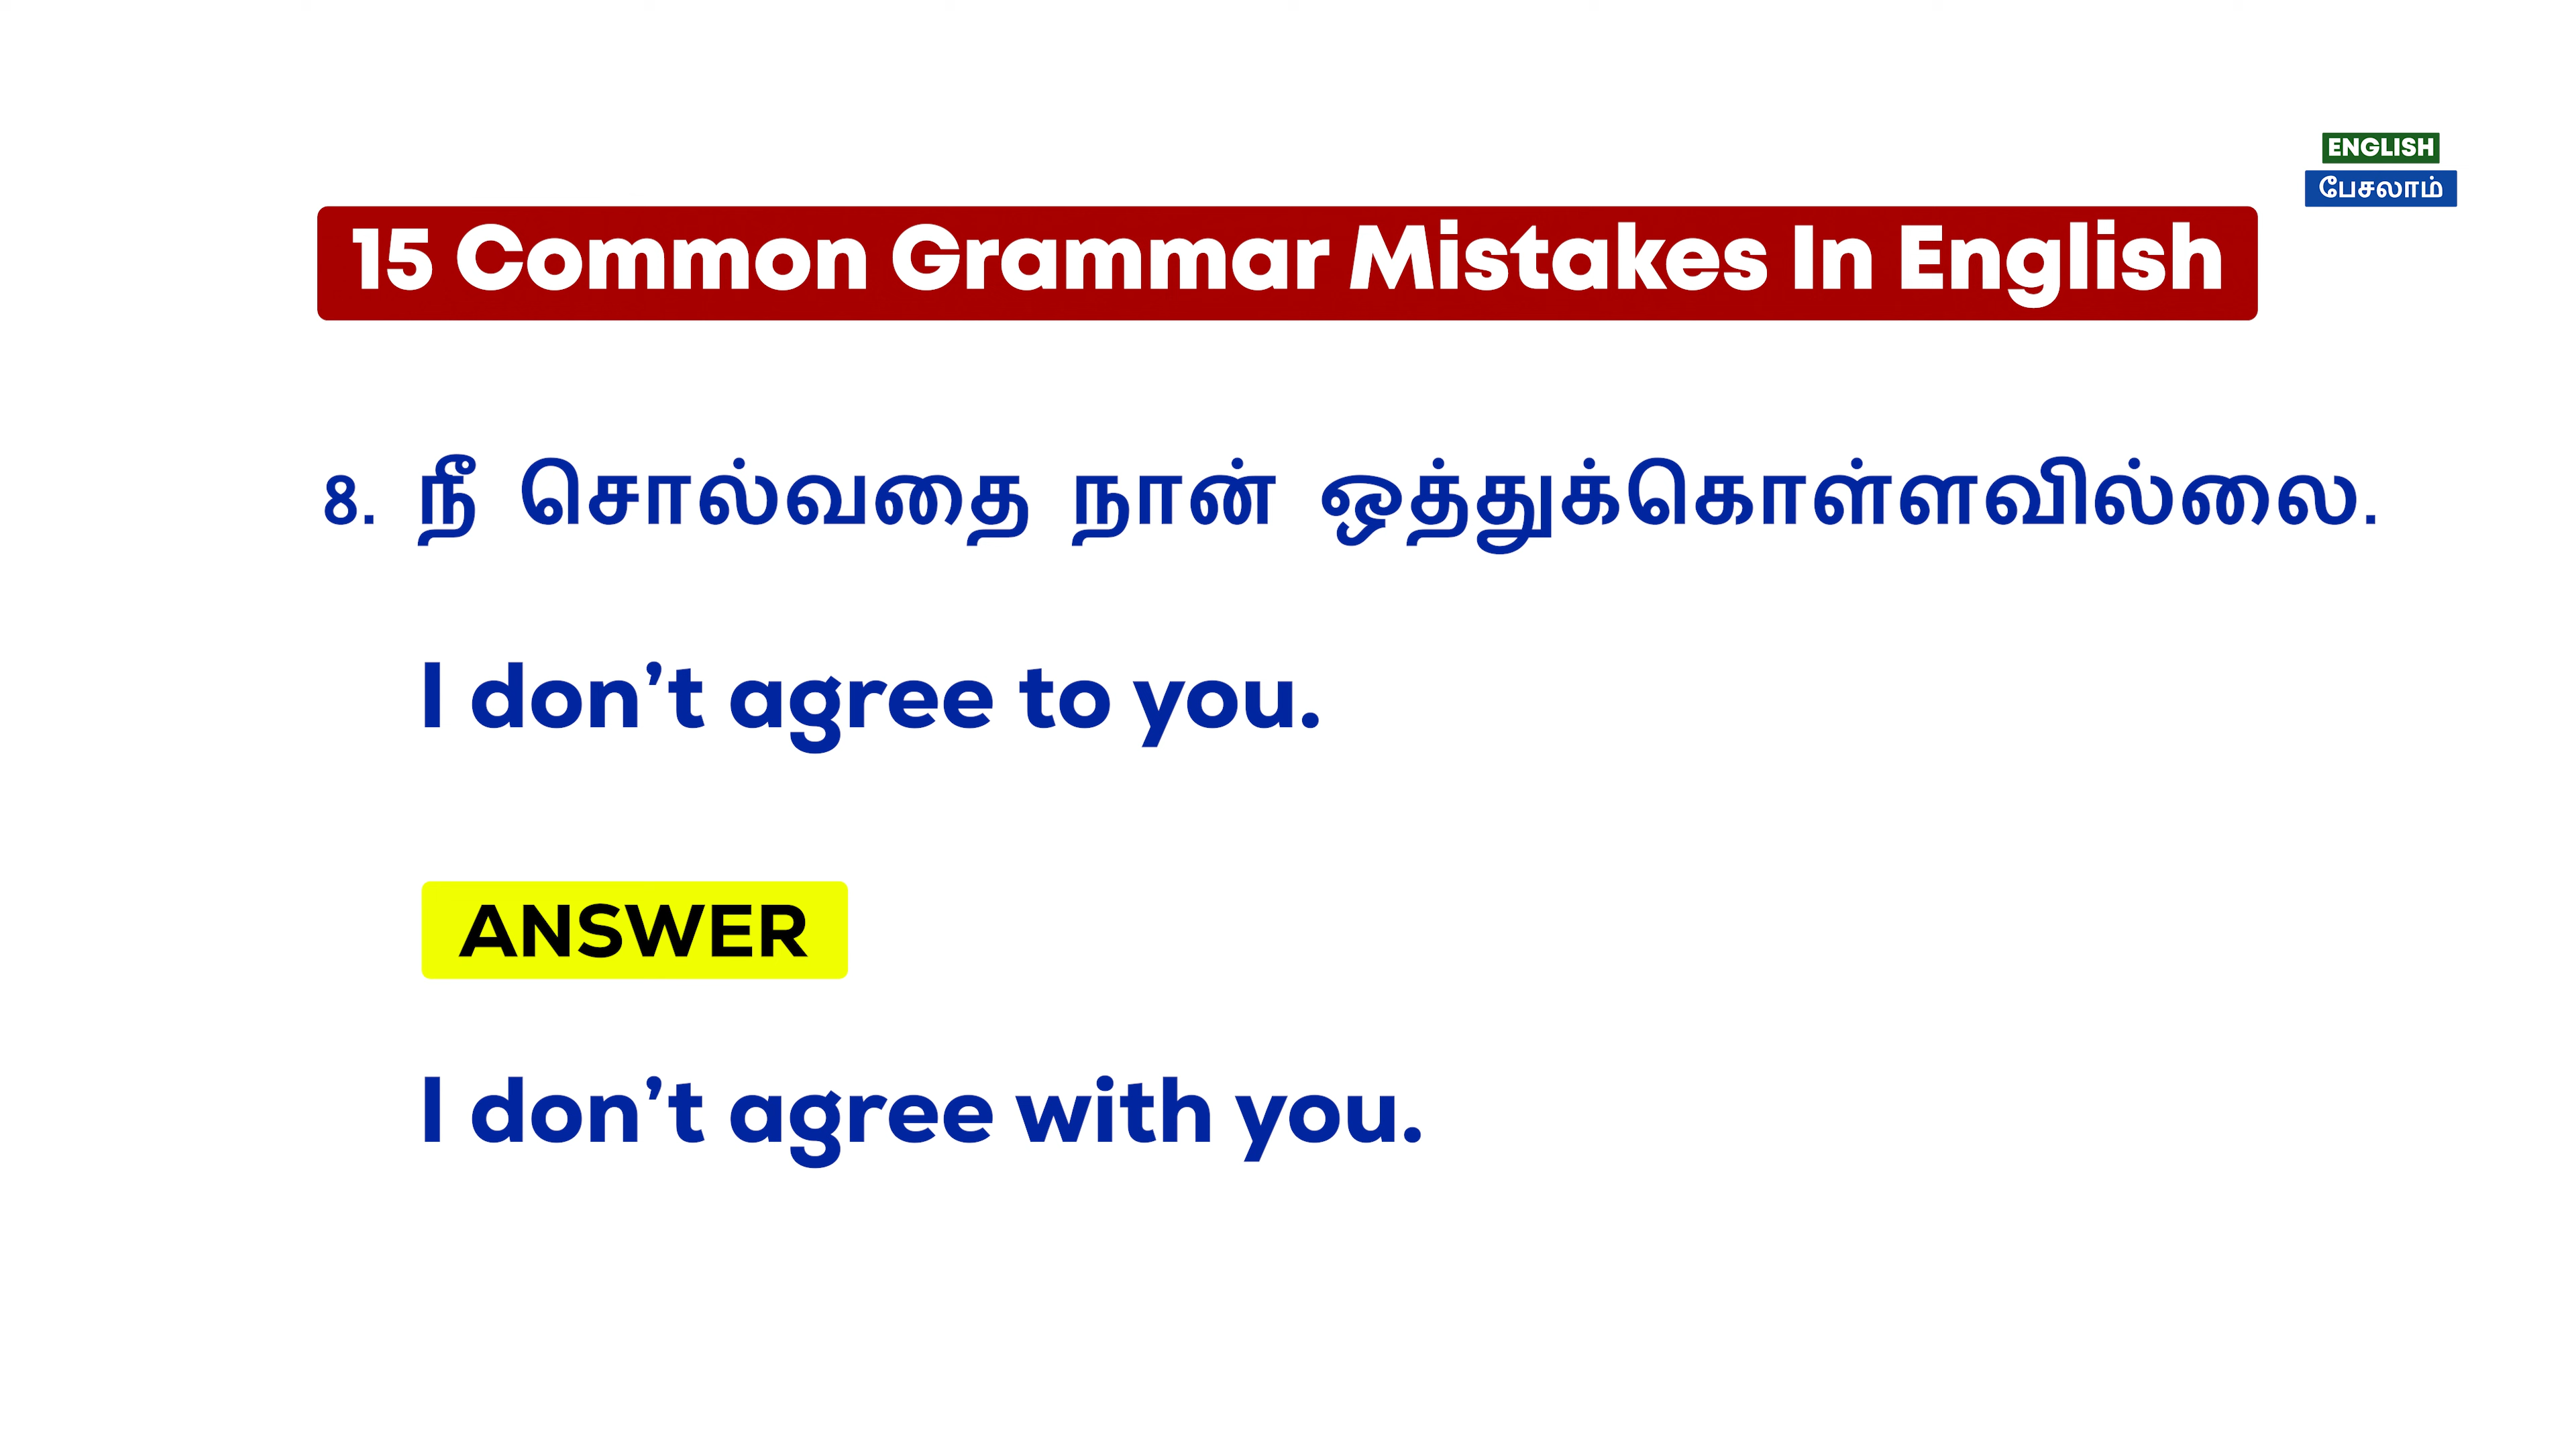 ENGLISH
பேசலாம்
15 Common Grammar Mistakes In English
8. நீ சொல்வதை நான் ஒத்துக்கொள்ளவில்லை.
I don’t agree to you.
ANSWER
I don’t agree with you.